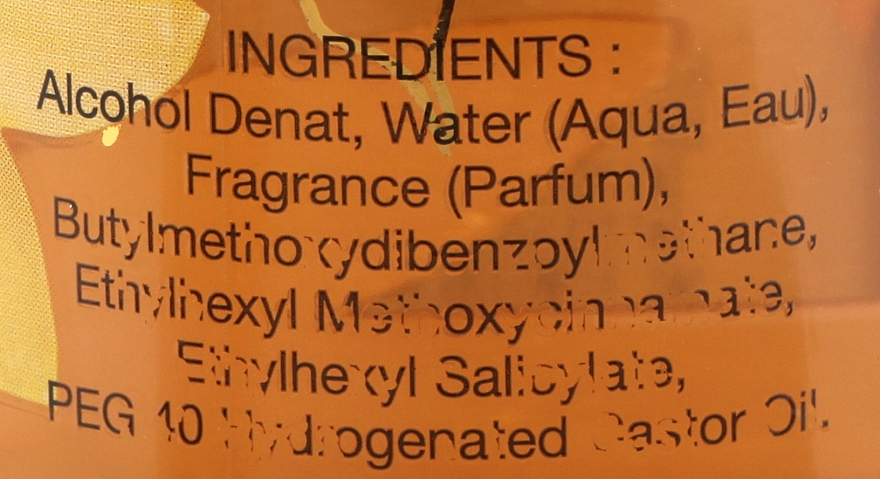 INGREDIENTS :
Alcohol Denat, Water (Aqua, Eau),
Fragrance (Parfum),
Butylmethoxydibenzoylmethane,
Ethylhexyl Methoxycinnamate,
Ethylhexyl Salicylate,
PEG 40 Hydrogenated Castor Oil.